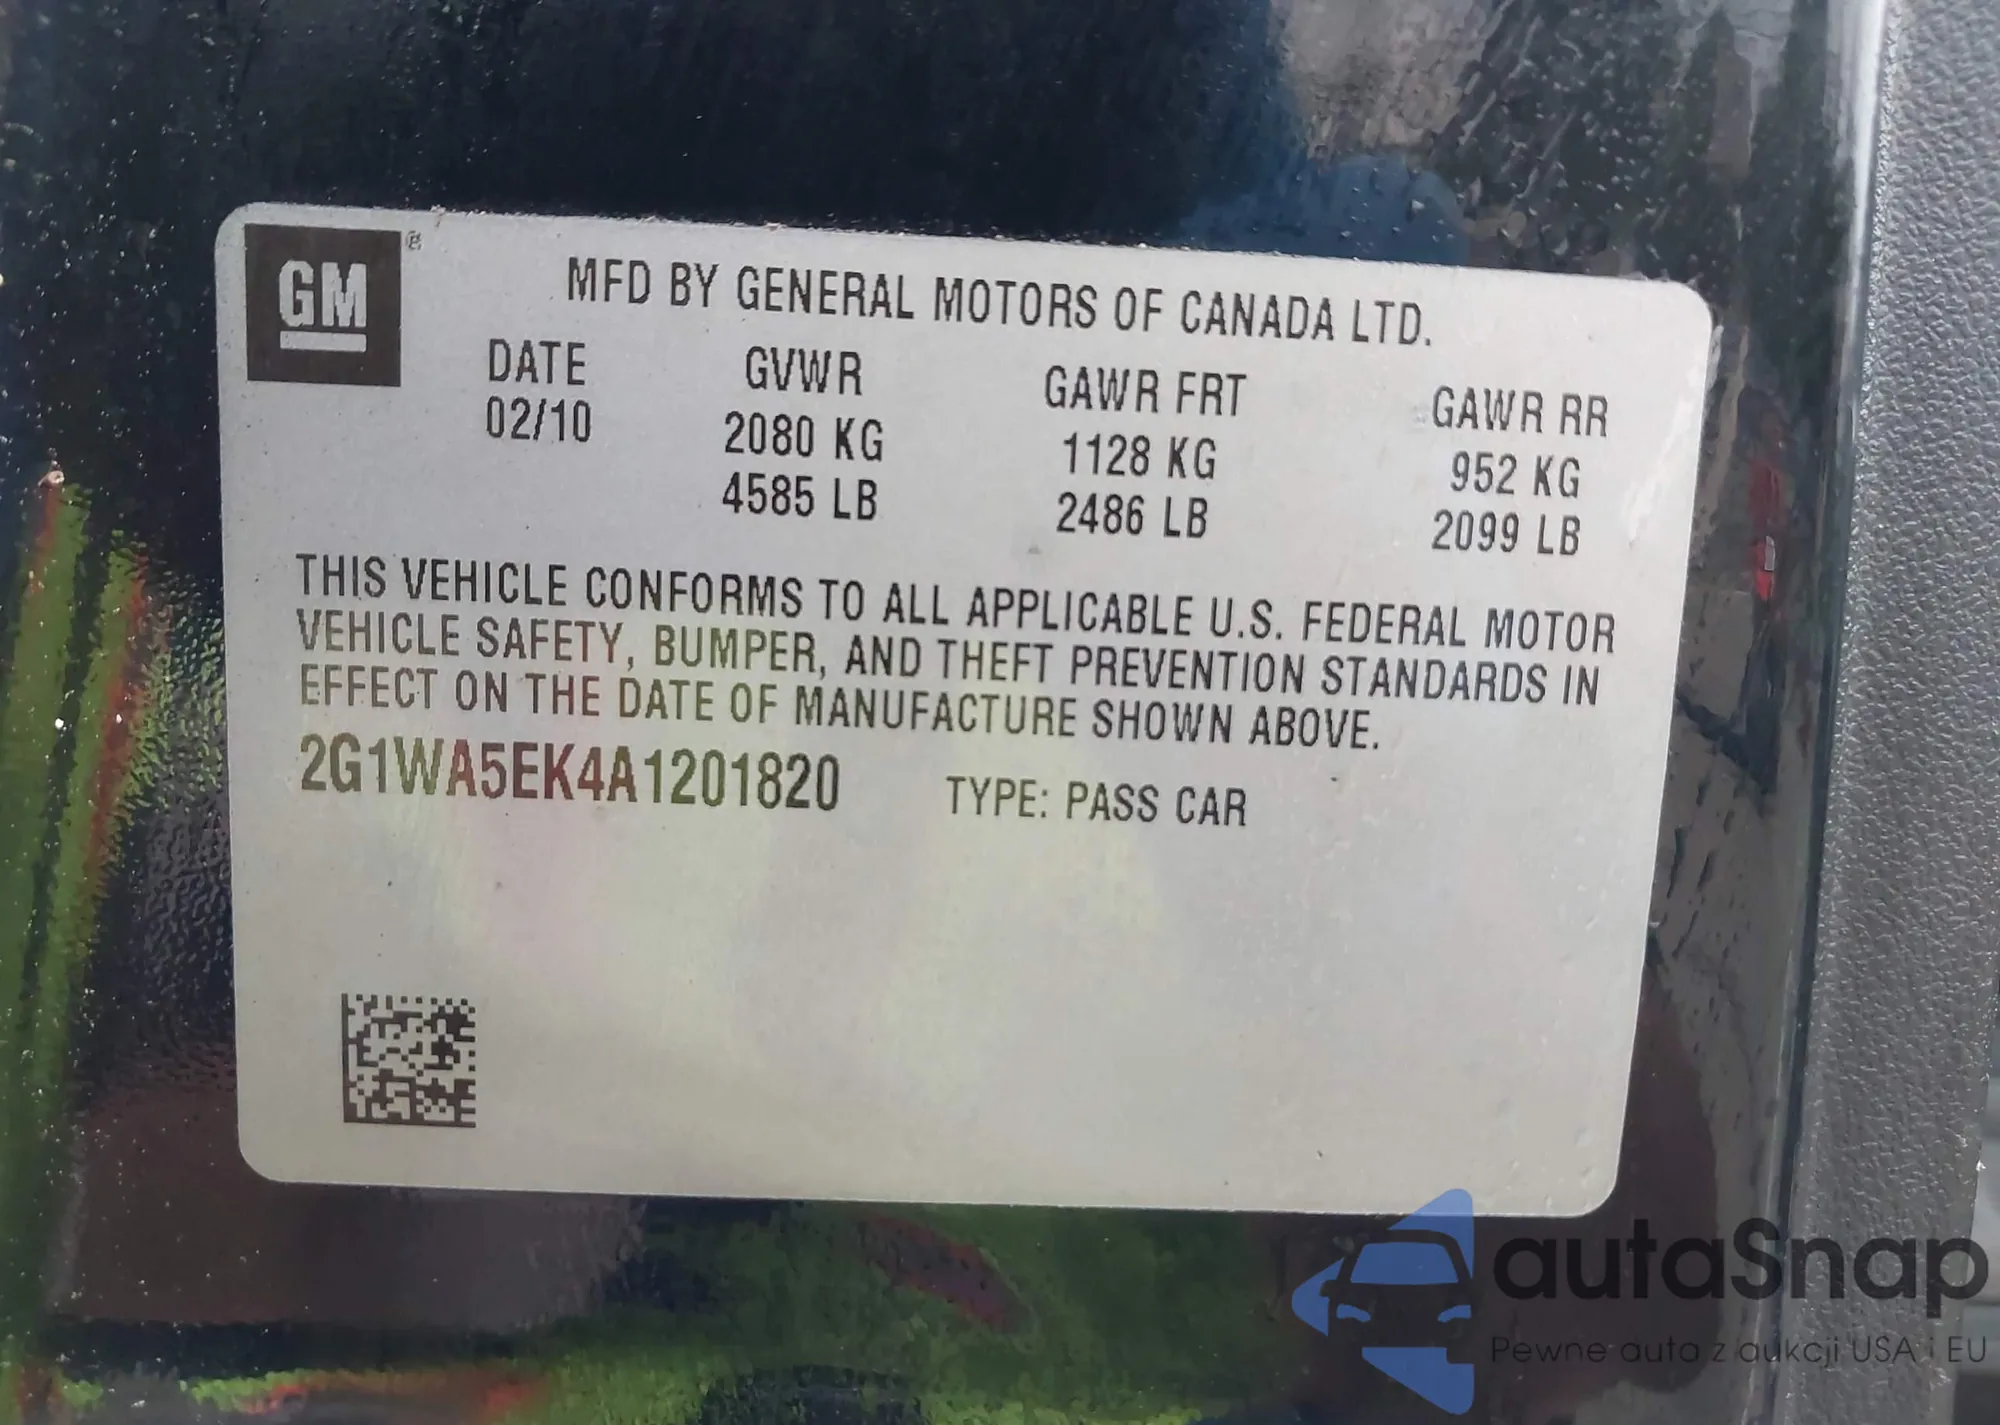 GM ®
MFD BY GENERAL MOTORS OF CANADA LTD.
DATE GVWR GAWR FRT GAWR RR
02/10 2080 KG 1128 KG 952 KG
4585 LB 2486 LB 2099 LB
THIS VEHICLE CONFORMS TO ALL APPLICABLE U.S. FEDERAL MOTOR
VEHICLE SAFETY, BUMPER, AND THEFT PREVENTION STANDARDS IN
EFFECT ON THE DATE OF MANUFACTURE SHOWN ABOVE.
2G1WA5EK4A1201820 TYPE: PASS CAR
autaSnap
Pewne auta z aukcji USA i EU